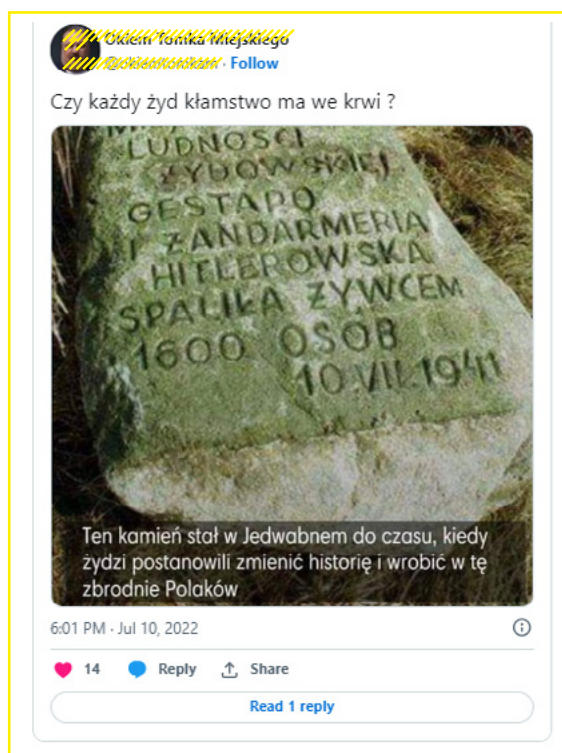 Follow
Czy każdy żyd kłamstwo ma we krwi ?
LUDNOŚCI
ŻYDOWSKIEJ
GESTAPO
I ŻANDARMERIA
HITLEROWSKA
SPALIŁA ŻYWCEM
1600 OSÓB
10.VII.1941
Ten kamień stał w Jedwabnem do czasu, kiedy
żydzi postanowili zmienić historię i wrobić w tę
zbrodnie Polaków
6:01 PM · Jul 10, 2022
14 Reply Share
Read 1 reply